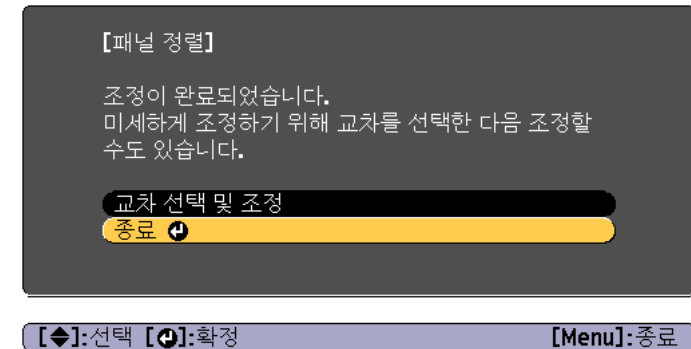 [패널 정렬]
조정이 완료되었습니다.
미세하게 조정하기 위해 교차를 선택한 다음 조정할
수도 있습니다.
교차 선택 및 조정
종료
[◆]:선택 [↵]:확정 [Menu]:종료